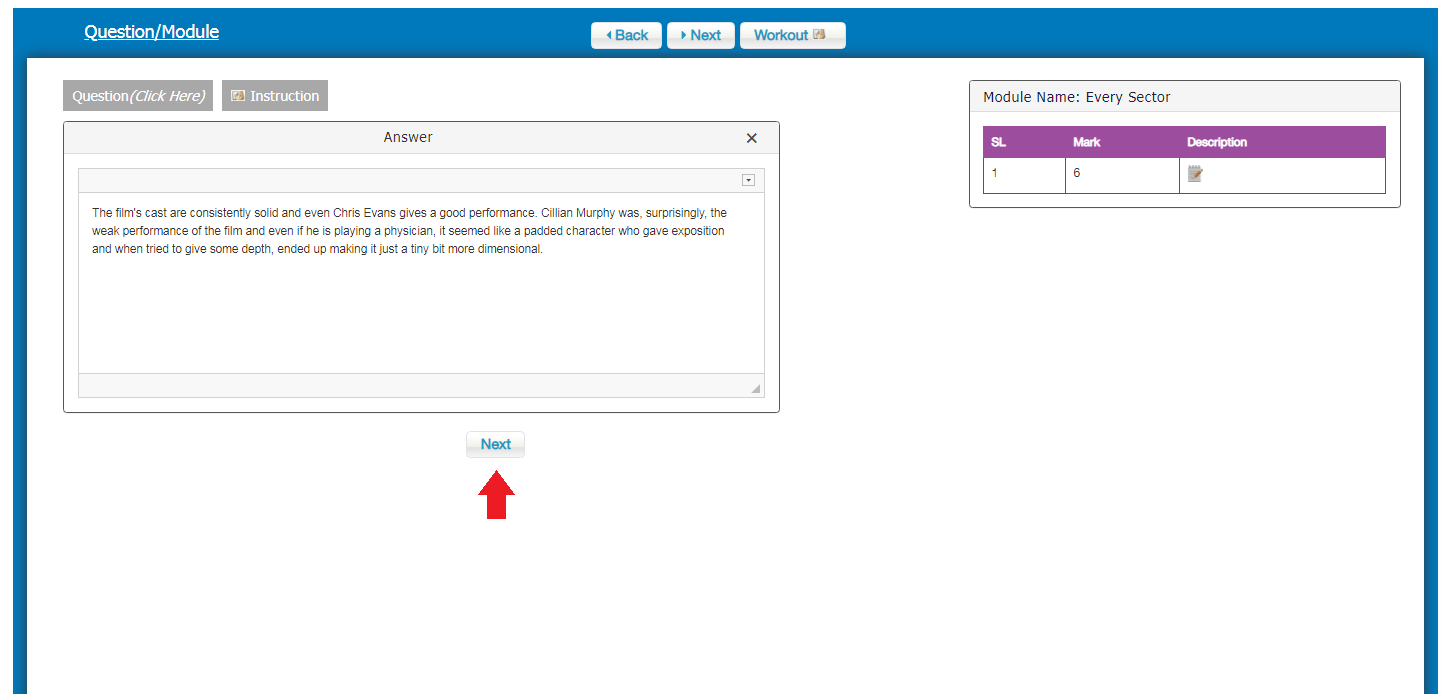 Question/Module
Back
Next
Workout
Question(Click Here)
Instruction
Answer
The film's cast are consistently solid and even Chris Evans gives a good performance. Cillian Murphy was, surprisingly, the
weak performance of the film and even if he is playing a physician, it seemed like a padded character who gave exposition
and when tried to give some depth, ended up making it just a tiny bit more dimensional.
Next
Module Name: Every Sector
SL Mark Description
1 6